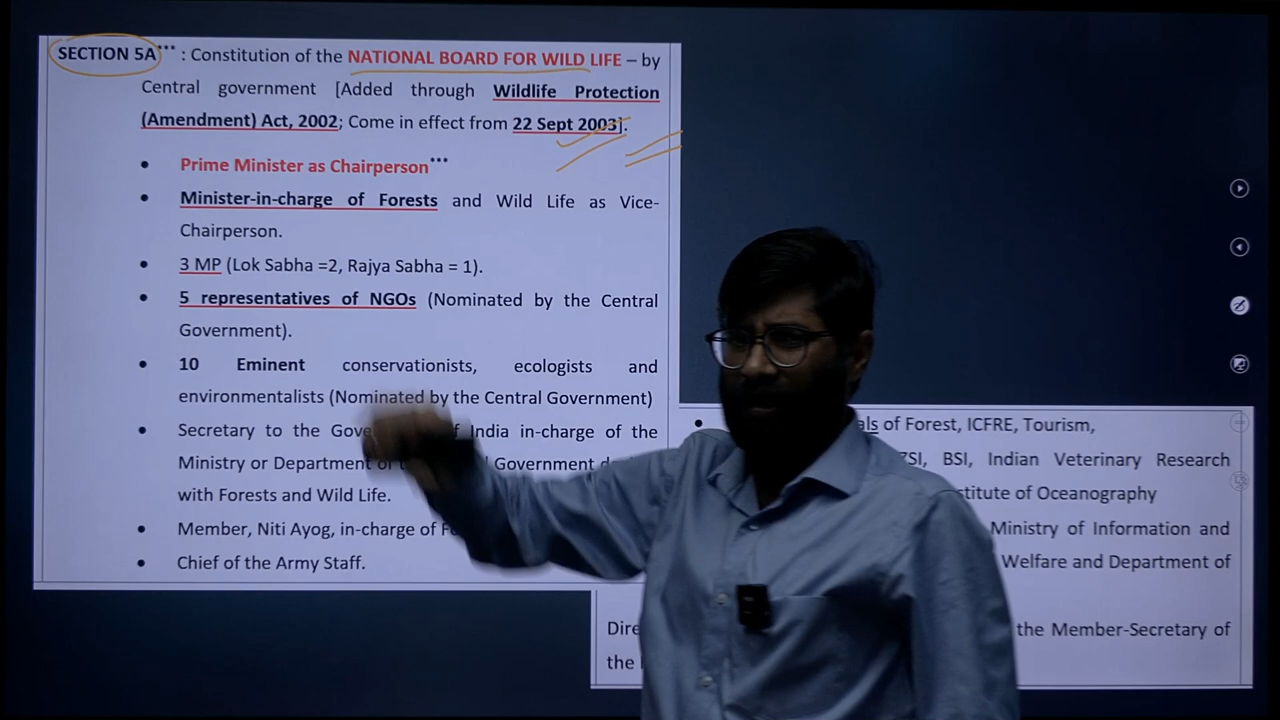 SECTION 5A*** : Constitution of the NATIONAL BOARD FOR WILD LIFE – by
Central government [Added through Wildlife Protection
(Amendment) Act, 2002; Come in effect from 22 Sept 2003].
• Prime Minister as Chairperson***
• Minister-in-charge of Forests and Wild Life as Vice-
Chairperson.
• 3 MP (Lok Sabha =2, Rajya Sabha = 1).
• 5 representatives of NGOs (Nominated by the Central
Government).
• 10 Eminent conservationists, ecologists and
environmentalists (Nominated by the Central Government)
• Secretary to the India in-charge of the
Ministry or Department Government
with Forests and Wild Life.
• Member, Niti Ayog, in-charge of
• Chief of the Army Staff.
• of Forest, ICFRE, Tourism,
BSI, Indian Veterinary Research
of Oceanography
Ministry of Information and
Welfare and Department of
the Member-Secretary of
the